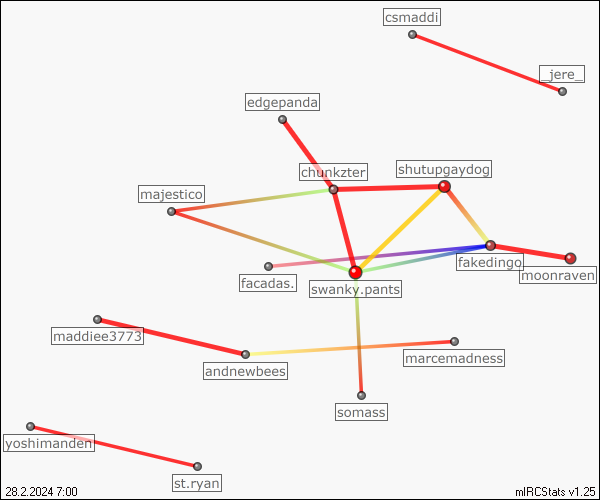 csmaddi
_jere_
edgepanda
chunkzter
shutupgaydog
majestico
fakedingo
moonraven
facadas.
swanky.pants
maddiee3773
marcemadness
andnewbees
somass
yoshimanden
st.ryan
28.2.2024 7:00
mIRCStats v1.25